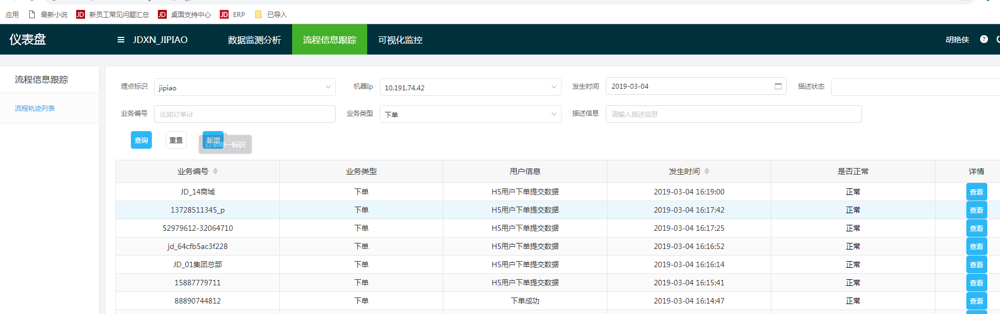 应用 最新小说 JD 新员工常见问题汇总 JD 桌面支持中心 JD ERP 已导入
仪表盘 JDXN_JIPIAO 数据监测分析 流程信息跟踪 可视化监控 胡艳侠 ?
流程信息跟踪
流程轨迹列表
埋点标识 jipiao 机器Ip 10.191.74.42 发生时间 2019-03-04 描述状态
业务编号 比如订单id 业务类型 下单 描述信息 请输入描述信息
查询 重置 新增
订单唯一标识
业务编号 业务类型 用户信息 发生时间 是否正常 详情
JD_14商城 下单 H5用户下单提交数据 2019-03-04 16:19:00 正常 查看
13728511345_p 下单 H5用户下单提交数据 2019-03-04 16:17:42 正常 查看
52979612-32064710 下单 H5用户下单提交数据 2019-03-04 16:17:25 正常 查看
jd_64cfb5ac3f228 下单 H5用户下单提交数据 2019-03-04 16:16:52 正常 查看
JD_01集团总部 下单 H5用户下单提交数据 2019-03-04 16:16:14 正常 查看
15887779711 下单 H5用户下单提交数据 2019-03-04 16:15:41 正常 查看
88890744812 下单 下单成功 2019-03-04 16:14:47 正常 查看